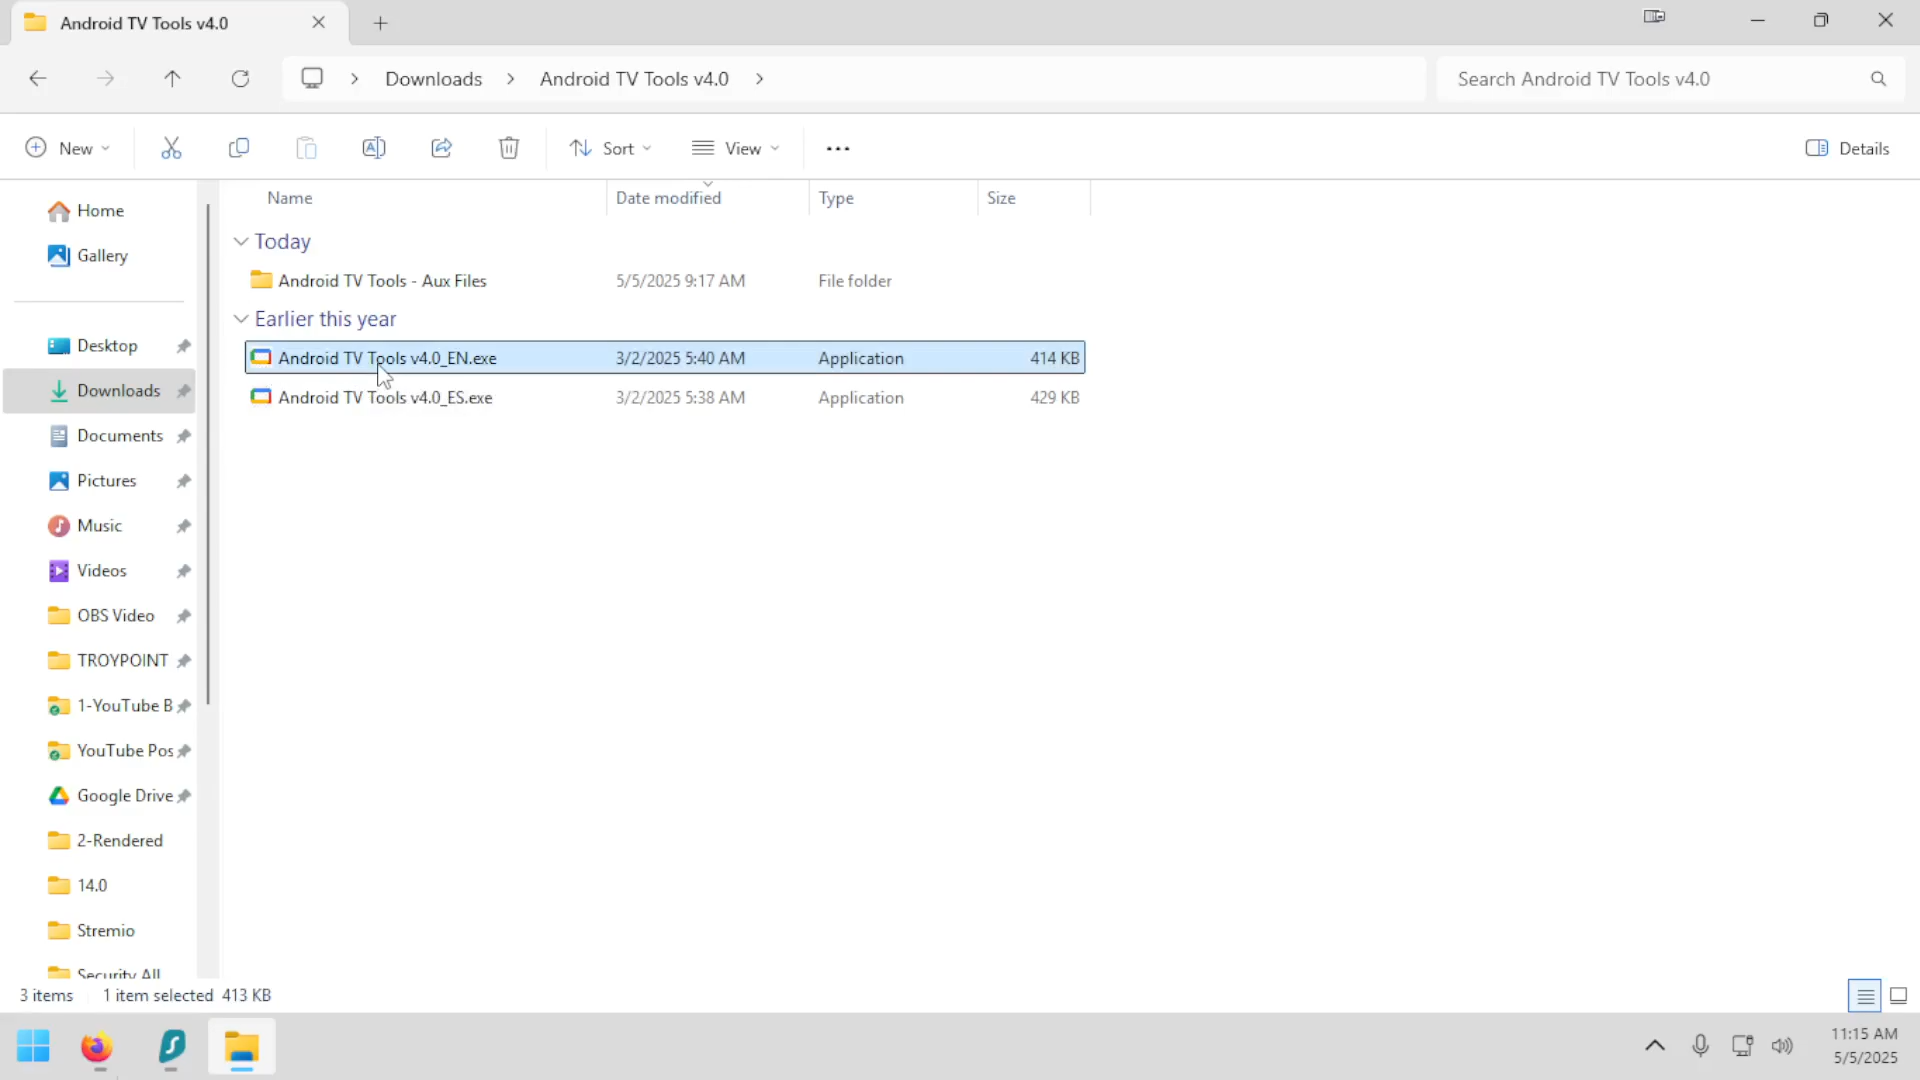 Android TV Tools v4.0
Downloads
Android TV Tools v4.0
Search Android TV Tools v4.0
New
Sort
View
Details
Name
Date modified
Type
Size
Home
Gallery
Desktop
Downloads
Documents
Pictures
Music
Videos
OBS Video
TROYPOINT
1-YouTube B
YouTube Pos
Google Drive
2-Rendered
14.0
Stremio
Security All
Today
Android TV Tools - Aux Files 5/5/2025 9:17 AM File folder
Earlier this year
Android TV Tools v4.0_EN.exe 3/2/2025 5:40 AM Application 414 KB
Android TV Tools v4.0_ES.exe 3/2/2025 5:38 AM Application 429 KB
3 items 1 item selected 413 KB
11:15 AM
5/5/2025